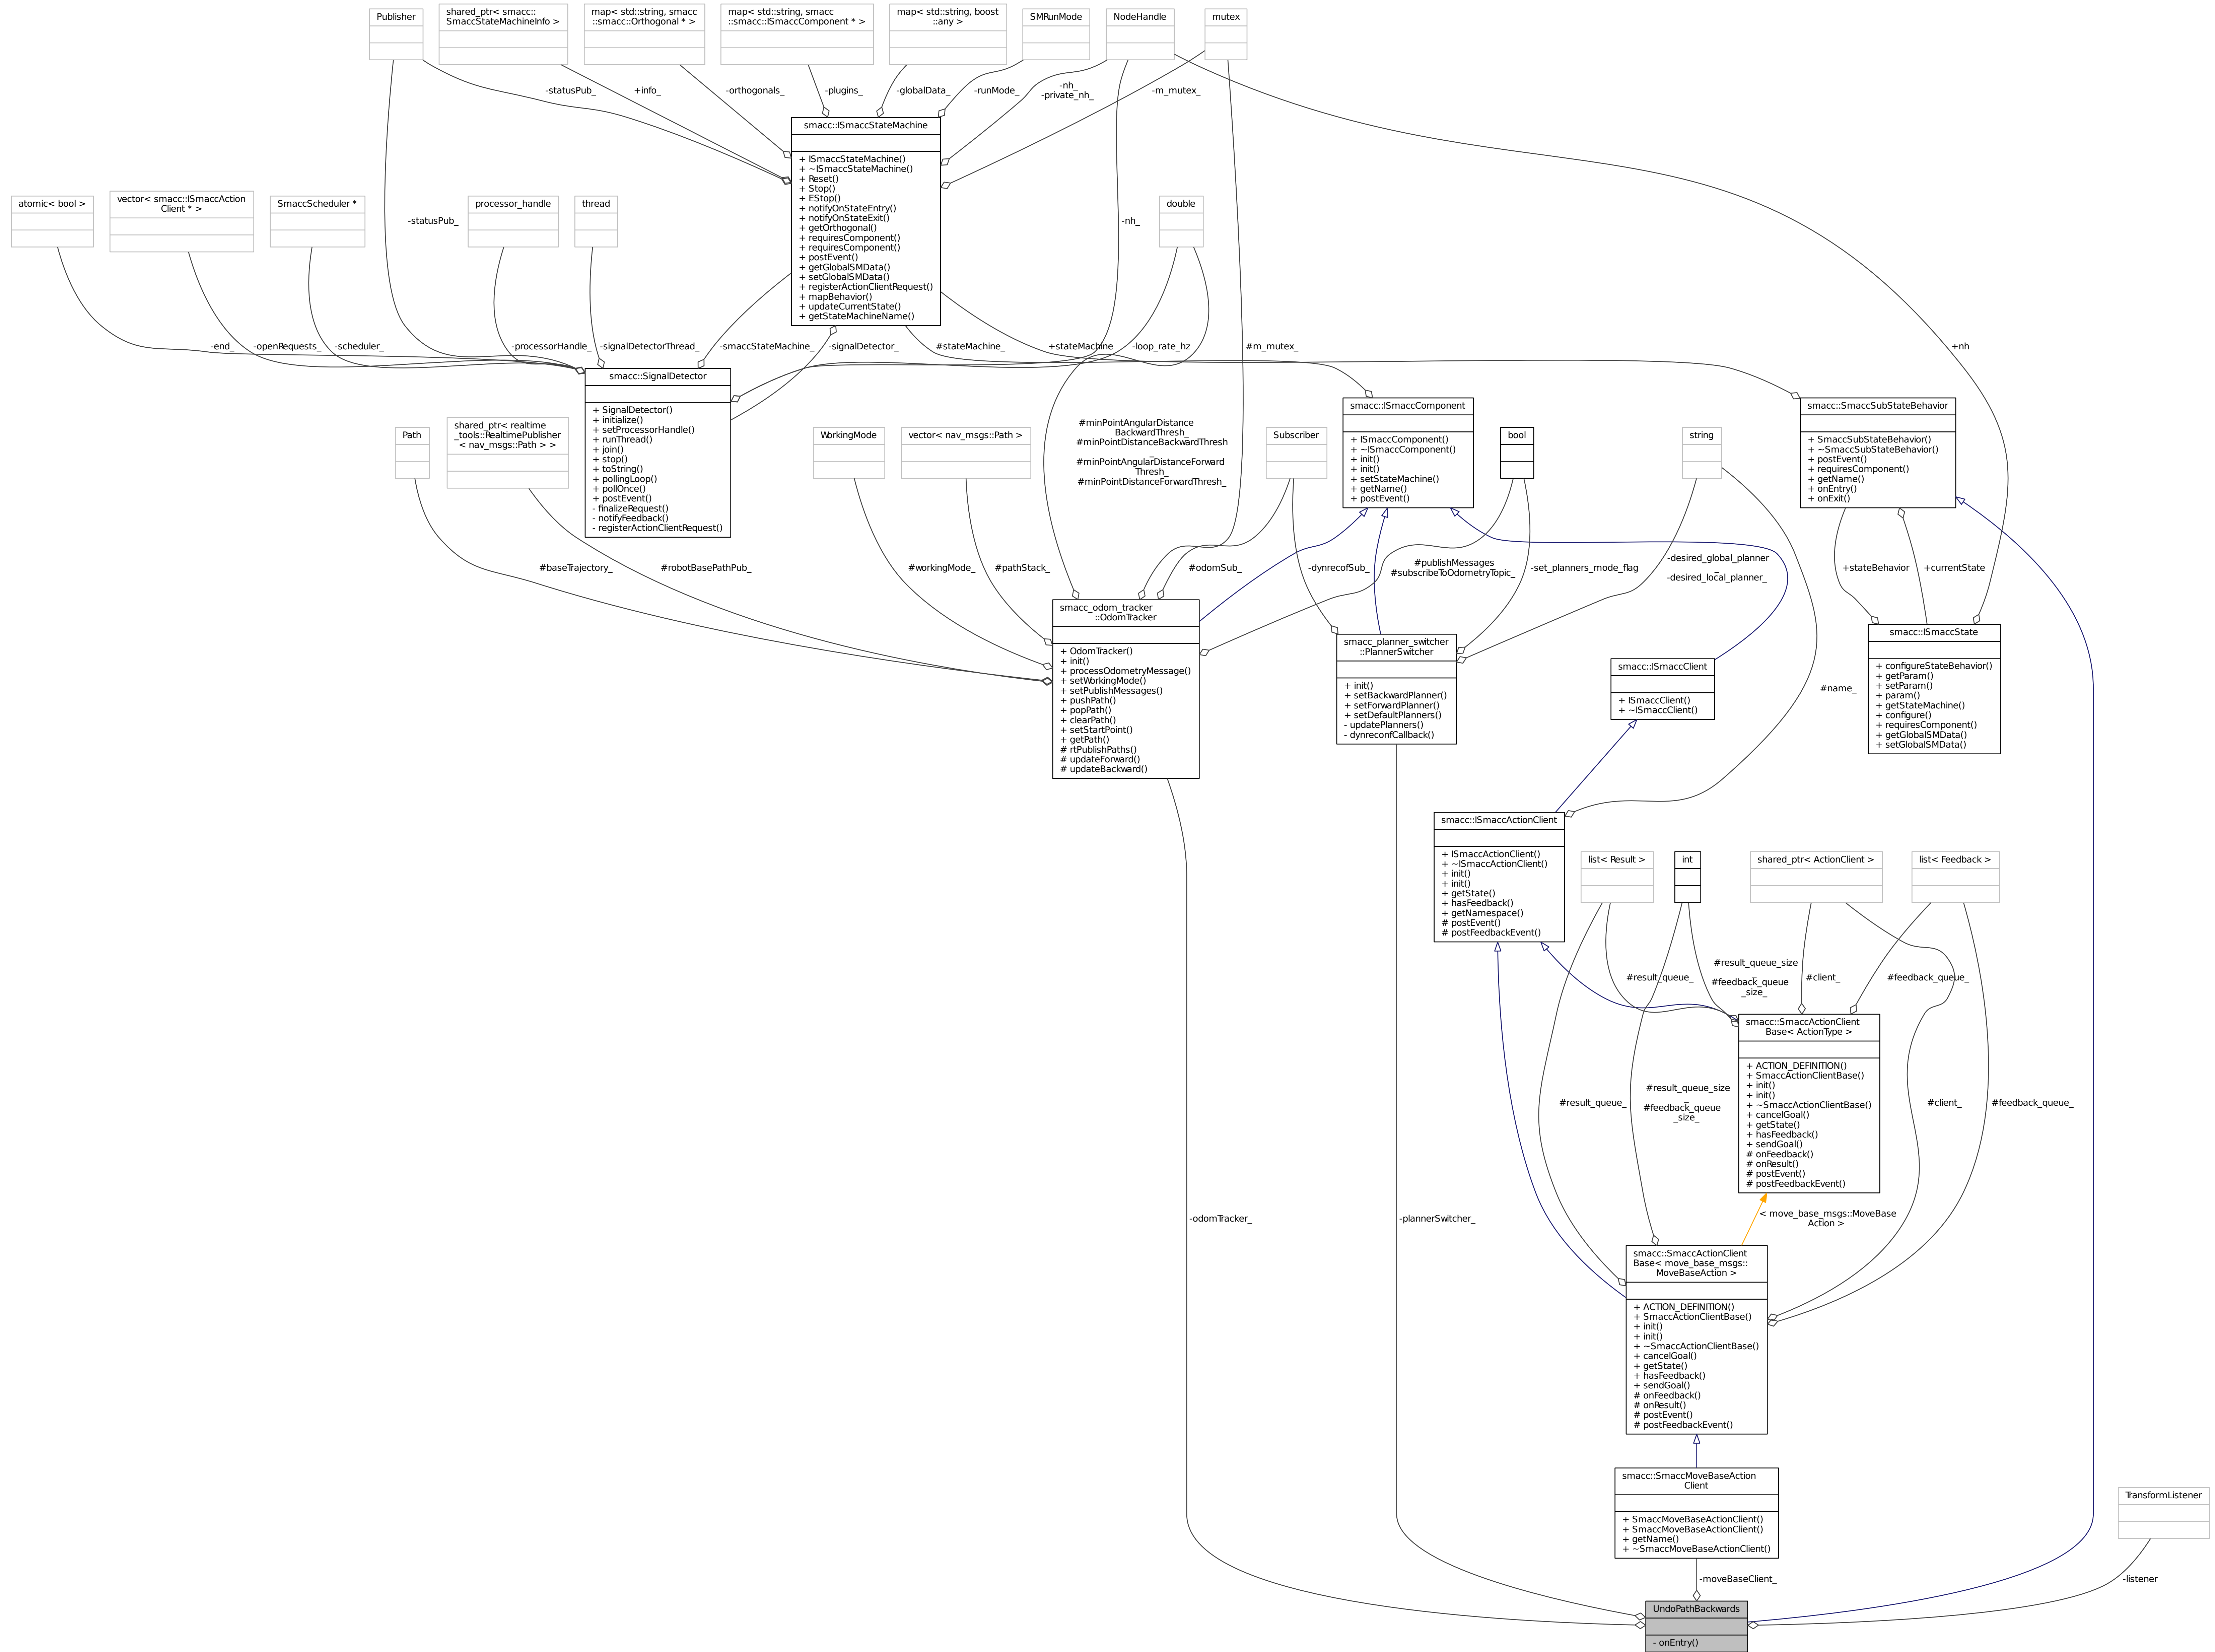 Publisher
shared_ptr< smacc::
SmaccStateMachineInfo >
map< std::string, smacc
::smacc::Orthogonal * >
map< std::string, smacc
::smacc::ISmaccComponent * >
map< std::string, boost
::any >
SMRunMode
NodeHandle
mutex
-statusPub_
+info_
-orthogonals_
-plugins_
-globalData_
-runMode_
-nh_
-private_nh_
-m_mutex_
smacc::ISmaccStateMachine
+ ISmaccStateMachine()
+ ~ISmaccStateMachine()
+ Reset()
+ Stop()
+ EStop()
+ notifyOnStateEntry()
+ notifyOnStateExit()
+ getOrthogonal()
+ requiresComponent()
+ requiresComponent()
+ postEvent()
+ getGlobalSMData()
+ setGlobalSMData()
+ registerActionClientRequest()
+ mapBehavior()
+ updateCurrentState()
+ getStateMachineName()
atomic< bool >
vector< smacc::ISmaccAction
Client * >
SmaccScheduler *
processor_handle
thread
double
-statusPub_
-nh_
-end_
-openRequests_
-scheduler_
-processorHandle_
-signalDetectorThread_
-smaccStateMachine_
-signalDetector_
#stateMachine_
+stateMachine
-loop_rate_hz
#m_mutex_
+nh
smacc::SignalDetector
+ SignalDetector()
+ initialize()
+ setProcessorHandle()
+ runThread()
+ join()
+ stop()
+ toString()
+ pollingLoop()
+ pollOnce()
+ postEvent()
- finalizeRequest()
- notifyFeedback()
- registerActionClientRequest()
smacc::ISmaccComponent
+ ISmaccComponent()
+ ~ISmaccComponent()
+ init()
+ init()
+ setStateMachine()
+ getName()
+ postEvent()
smacc::SmaccSubStateBehavior
+ SmaccSubStateBehavior()
+ ~SmaccSubStateBehavior()
+ postEvent()
+ requiresComponent()
+ getName()
+ onEntry()
+ onExit()
Path
shared_ptr< realtime
_tools::RealtimePublisher
< nav_msgs::Path > >
WorkingMode
vector< nav_msgs::Path >
#minPointAngularDistance
BackwardThresh_
#minPointDistanceBackwardThresh
_
#minPointAngularDistanceForward
Thresh_
#minPointDistanceForwardThresh_
Subscriber
bool
string
#baseTrajectory_
#robotBasePathPub_
#workingMode_
#pathStack_
#odomSub_
-dynrecofSub_
#publishMessages
#subscribeToOdometryTopic_
-set_planners_mode_flag
-desired_global_planner
_
-desired_local_planner_
+stateBehavior
+currentState
smacc_odom_tracker
::OdomTracker
+ OdomTracker()
+ init()
+ processOdometryMessage()
+ setWorkingMode()
+ setPublishMessages()
+ pushPath()
+ popPath()
+ clearPath()
+ setStartPoint()
+ getPath()
# rtPublishPaths()
# updateForward()
# updateBackward()
smacc_planner_switcher
::PlannerSwitcher
+ init()
+ setBackwardPlanner()
+ setForwardPlanner()
+ setDefaultPlanners()
- updatePlanners()
- dynreconfCallback()
smacc::ISmaccClient
+ ISmaccClient()
+ ~ISmaccClient()
#name_
smacc::ISmaccState
+ configureStateBehavior()
+ getParam()
+ setParam()
+ param()
+ getStateMachine()
+ configure()
+ requiresComponent()
+ getGlobalSMData()
+ setGlobalSMData()
smacc::ISmaccActionClient
+ ISmaccActionClient()
+ ~ISmaccActionClient()
+ init()
+ init()
+ getState()
+ hasFeedback()
+ getNamespace()
# postEvent()
# postFeedbackEvent()
list< Result >
int
shared_ptr< ActionClient >
list< Feedback >
#result_queue_
#result_queue_size
_
#feedback_queue
_size_
#client_
#feedback_queue_
smacc::SmaccActionClient
Base< ActionType >
+ ACTION_DEFINITION()
+ SmaccActionClientBase()
+ init()
+ init()
+ ~SmaccActionClientBase()
+ cancelGoal()
+ getState()
+ hasFeedback()
+ sendGoal()
# onFeedback()
# onResult()
# postEvent()
# postFeedbackEvent()
#result_queue_
#result_queue_size
_
#feedback_queue
_size_
#client_
#feedback_queue_
-odomTracker_
-plannerSwitcher_
< move_base_msgs::MoveBase
Action >
smacc::SmaccActionClient
Base< move_base_msgs::
MoveBaseAction >
+ ACTION_DEFINITION()
+ SmaccActionClientBase()
+ init()
+ init()
+ ~SmaccActionClientBase()
+ cancelGoal()
+ getState()
+ hasFeedback()
+ sendGoal()
# onFeedback()
# onResult()
# postEvent()
# postFeedbackEvent()
smacc::SmaccMoveBaseAction
Client
+ SmaccMoveBaseActionClient()
+ SmaccMoveBaseActionClient()
+ getName()
+ ~SmaccMoveBaseActionClient()
TransformListener
-moveBaseClient_
-listener
UndoPathBackwards
- onEntry()